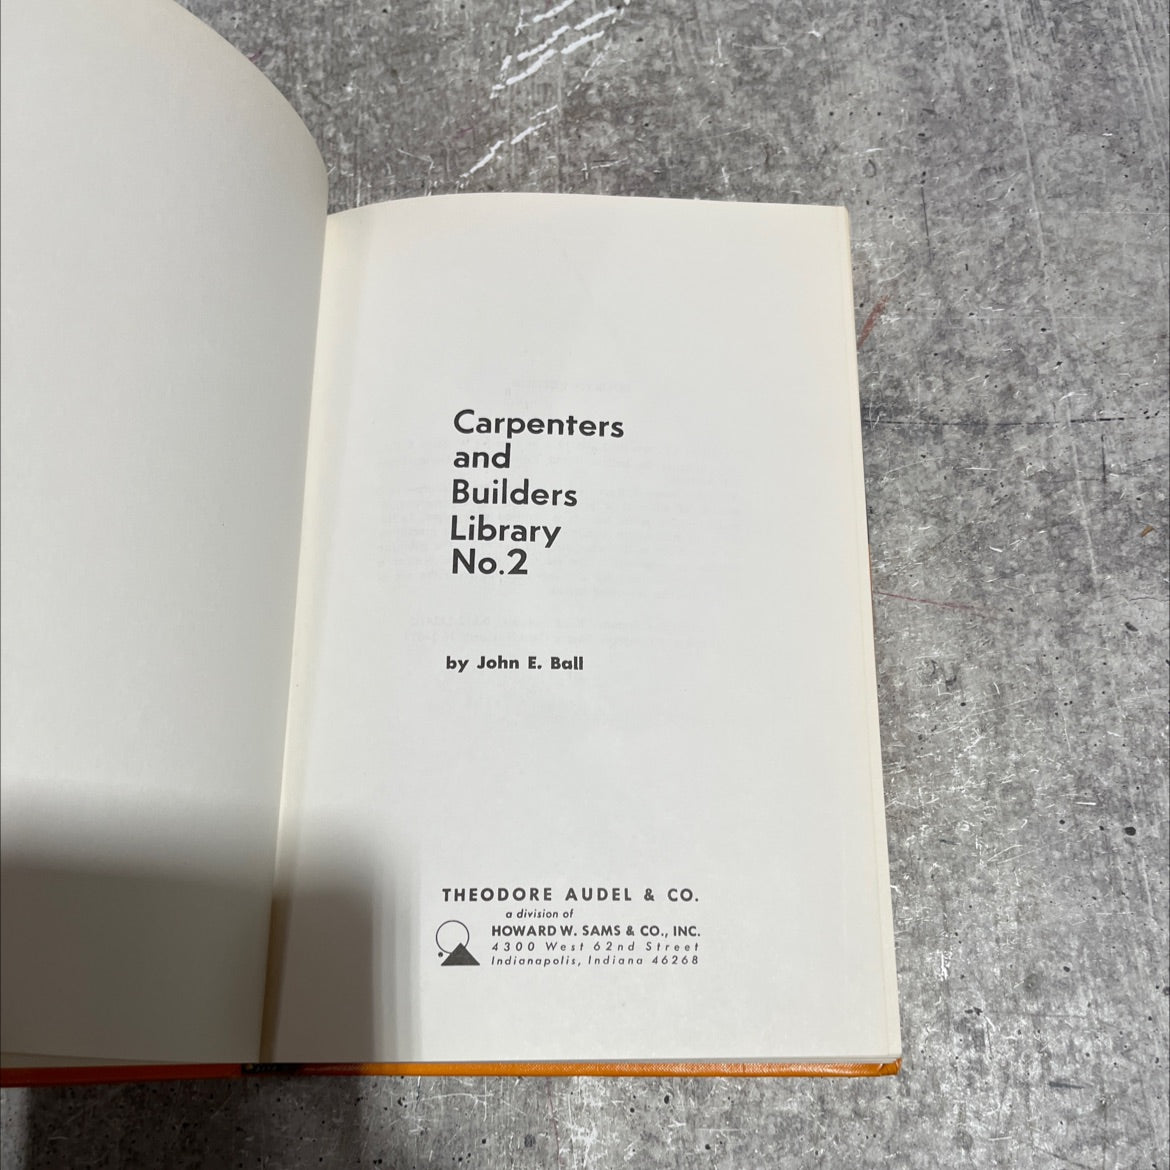 Carpenters
and
Builders
Library
No.2
by John E. Ball
THEODORE AUDEL & CO.
a division of
HOWARD W. SAMS & CO., INC.
4300 West 62nd Street
Indianapolis, Indiana 46268